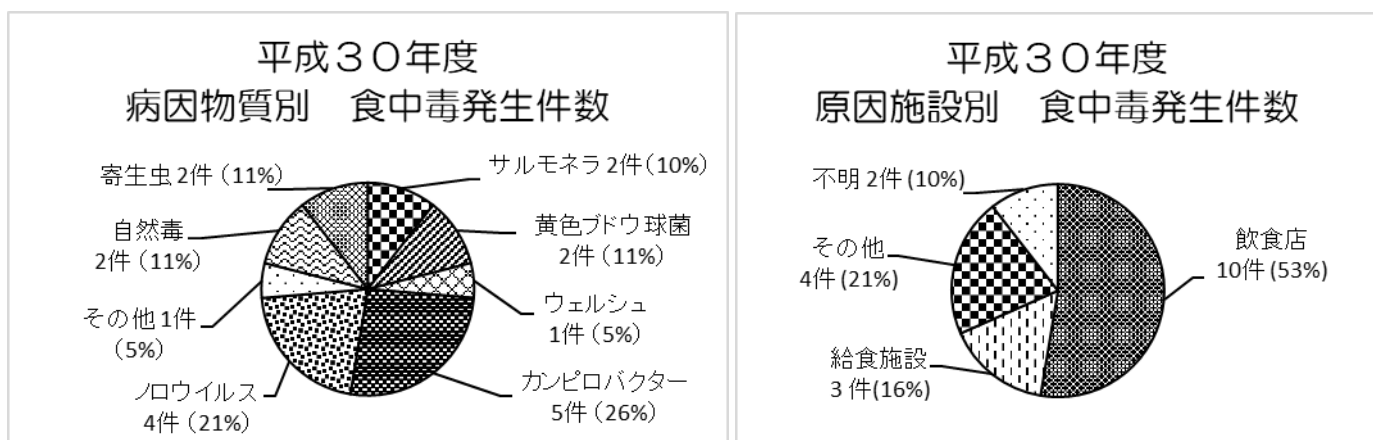 平成３０年度
病因物質別　食中毒発生件数
サルモネラ 2件(10%)
黄色ブドウ球菌
2件 (11%)
ウェルシュ
1件 (5%)
カンピロバクター
5件 (26%)
ノロウイルス
4件 (21%)
その他 1件
(5%)
自然毒
2件 (11%)
寄生虫 2件 (11%)
平成３０年度
原因施設別　食中毒発生件数
飲食店
10件 (53%)
給食施設
3 件(16%)
その他
4件 (21%)
不明 2件 (10%)